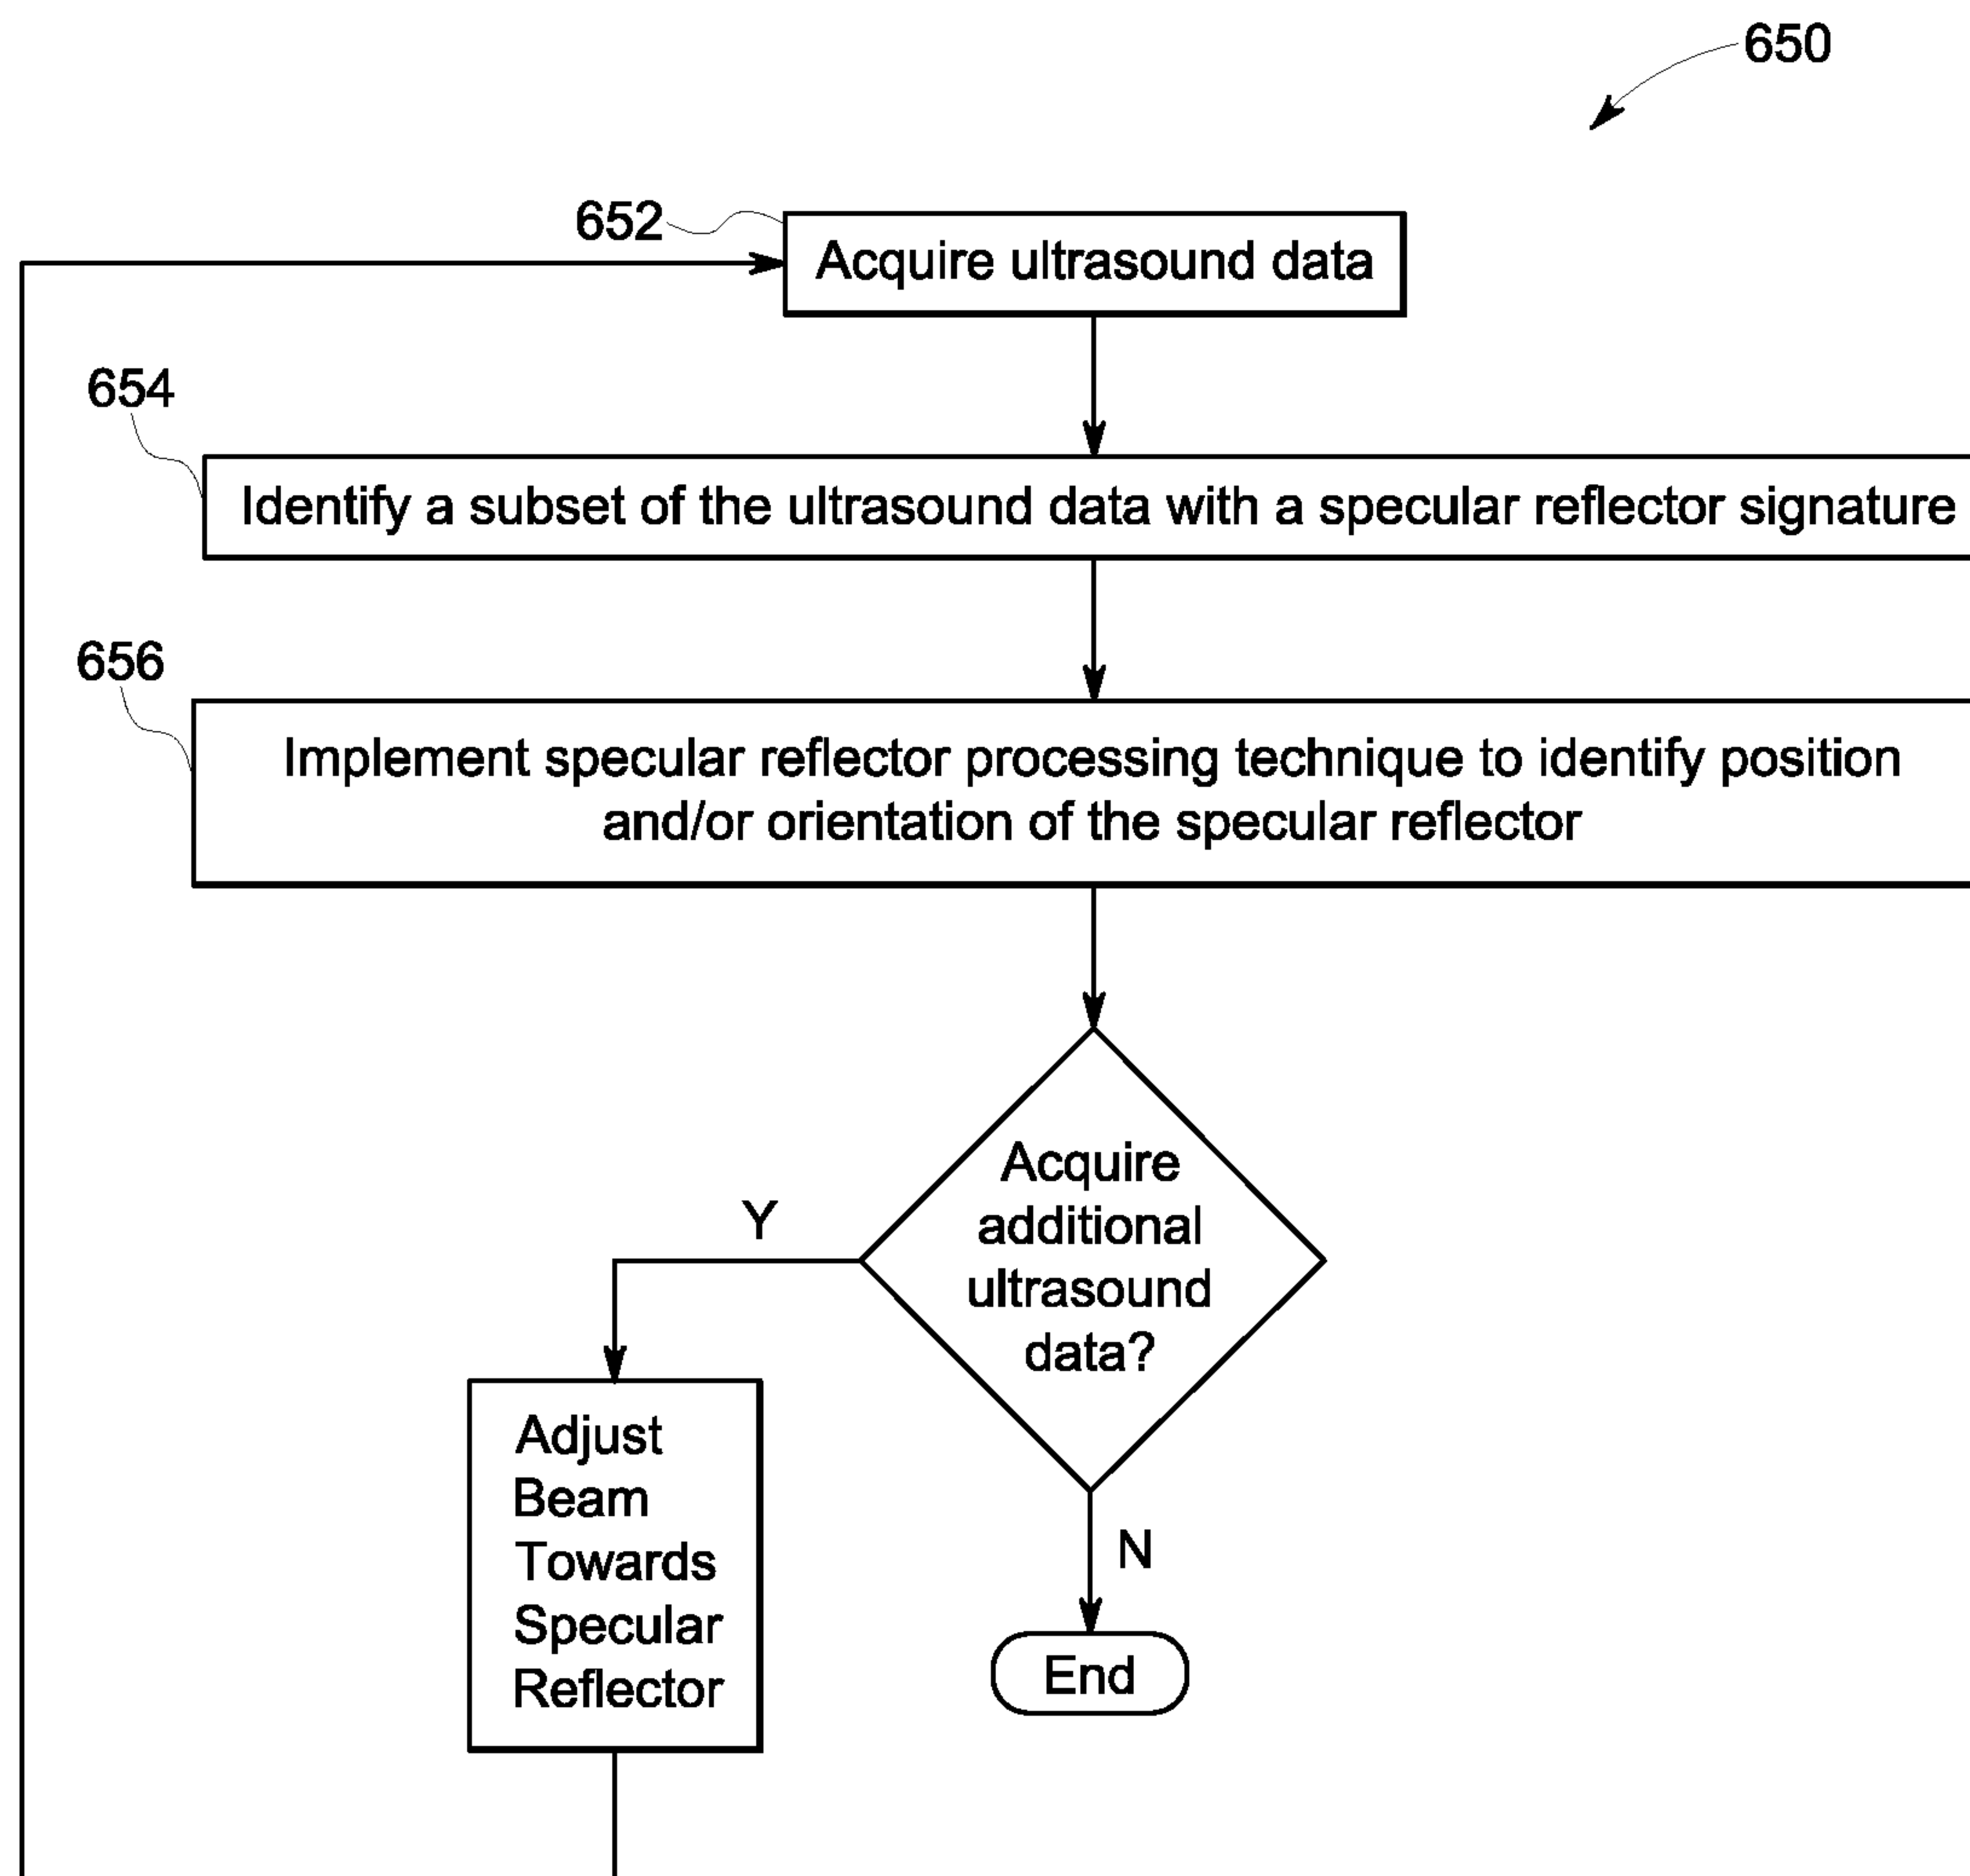 650
652
Acquire ultrasound data
654
Identify a subset of the ultrasound data with a specular reflector signature
656
Implement specular reflector processing technique to identify position
and/or orientation of the specular reflector
Acquire
additional
ultrasound
data?
Y
Adjust
Beam
Towards
Specular
Reflector
N
End